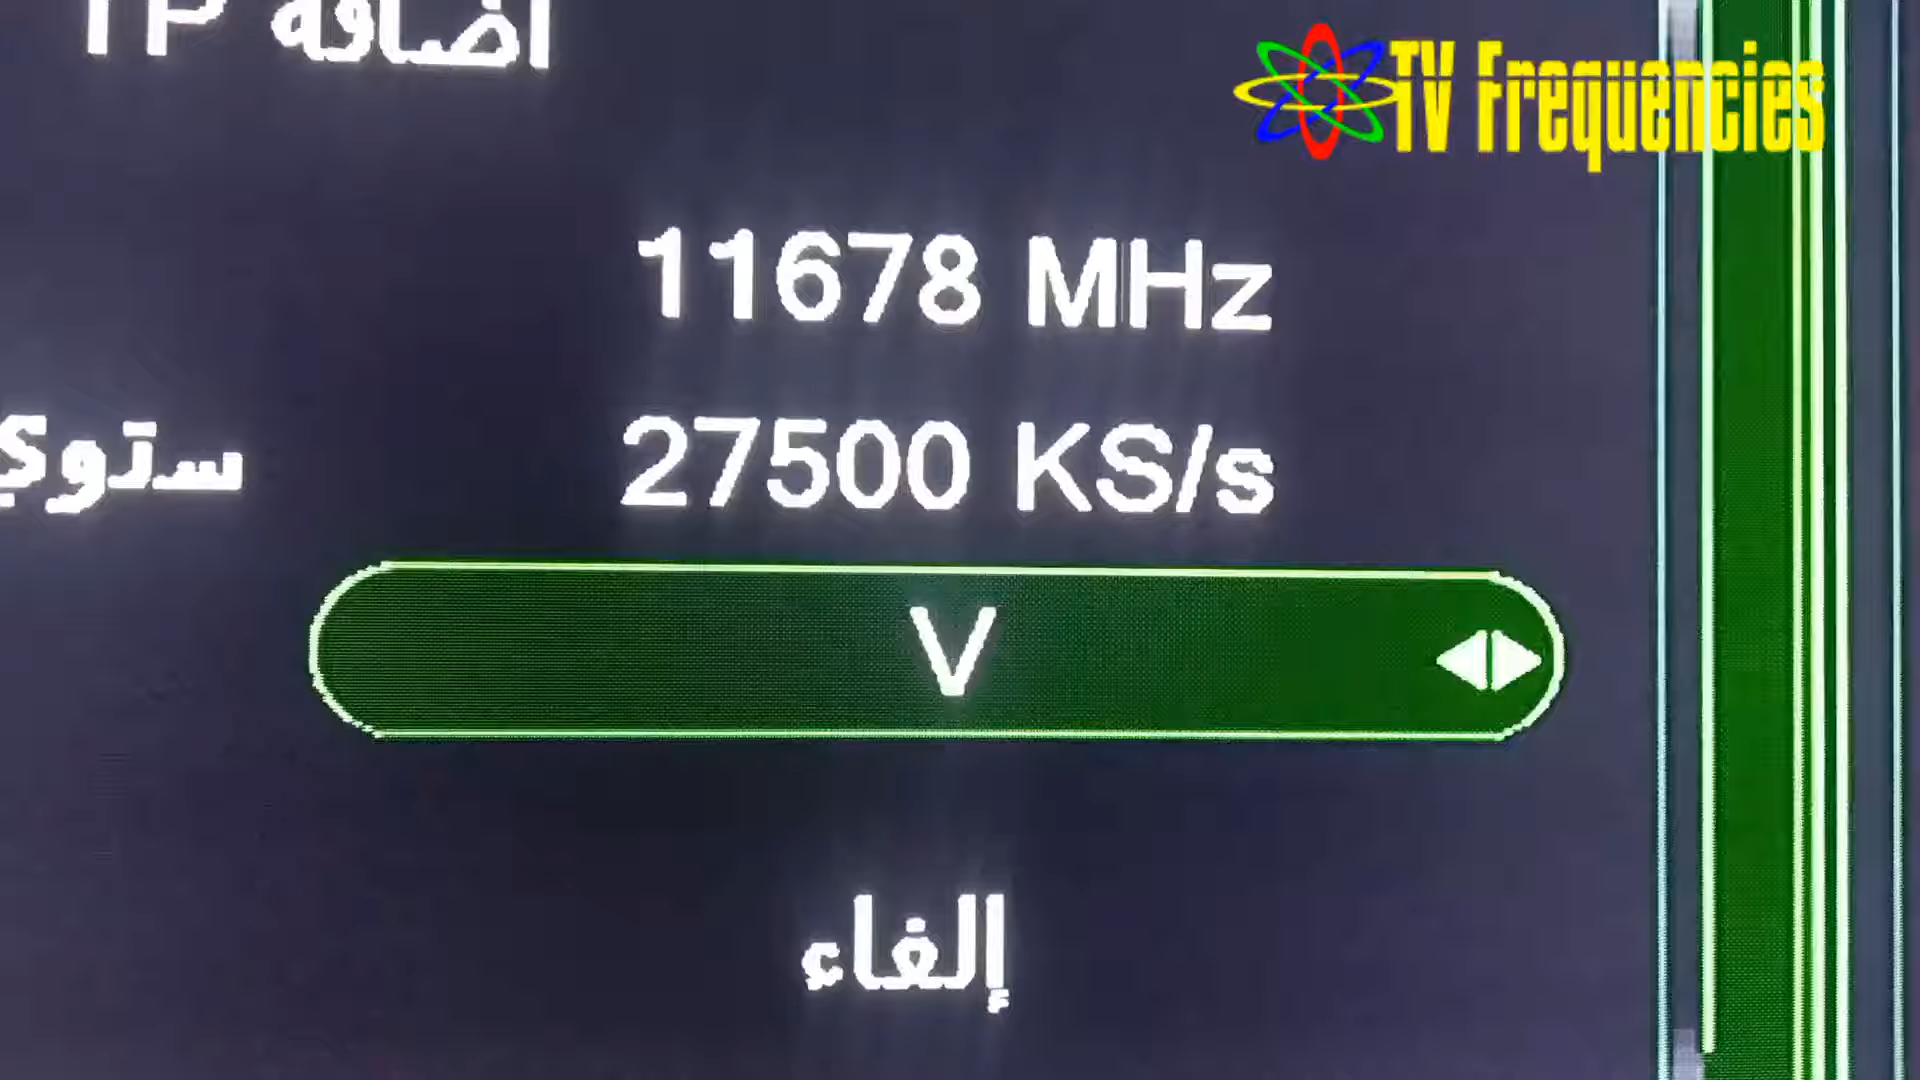 اضافة TP
TV Frequencies
11678 MHz
27500 KS/s
V
إلغاء